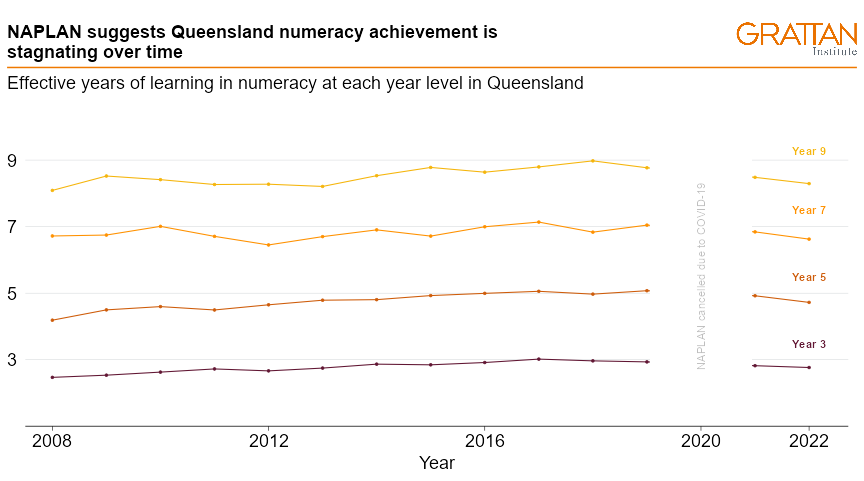 NAPLAN suggests Queensland numeracy achievement is
stagnating over time
GRATTAN
Institute
Effective years of learning in numeracy at each year level in Queensland
9
7
5
3
Year 9
Year 7
Year 5
Year 3
NAPLAN cancelled due to COVID-19
2008
2012
2016
2020
2022
Year